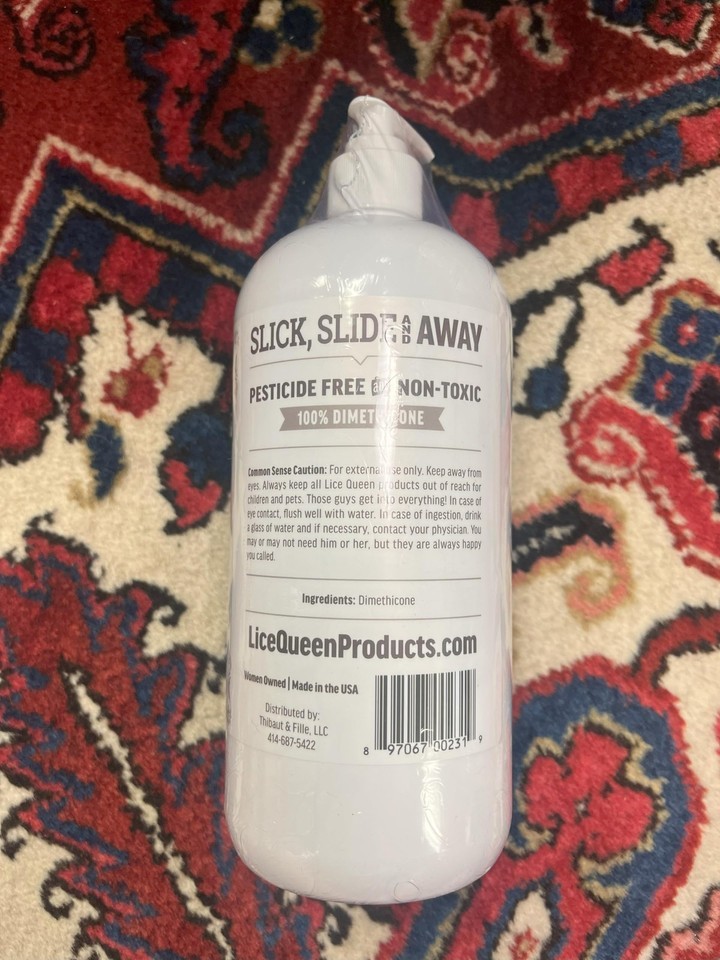 SLICK, SLIDE AND AWAY
PESTICIDE FREE and NON-TOXIC
100% DIMETHICONE
Common Sense Caution: For external use only. Keep away from
eyes. Always keep all Lice Queen products out of reach for
children and pets. Those guys get into everything! In case of
eye contact, flush well with water. In case of ingestion, drink
a glass of water and if necessary, contact your physician. You
may or may not need him or her, but they are always happy
you called.
Ingredients: Dimethicone
LiceQueenProducts.com
Women Owned | Made in the USA
Distributed by:
Thibaut & Fille, LLC
414-687-5422
8 97067 00231 9